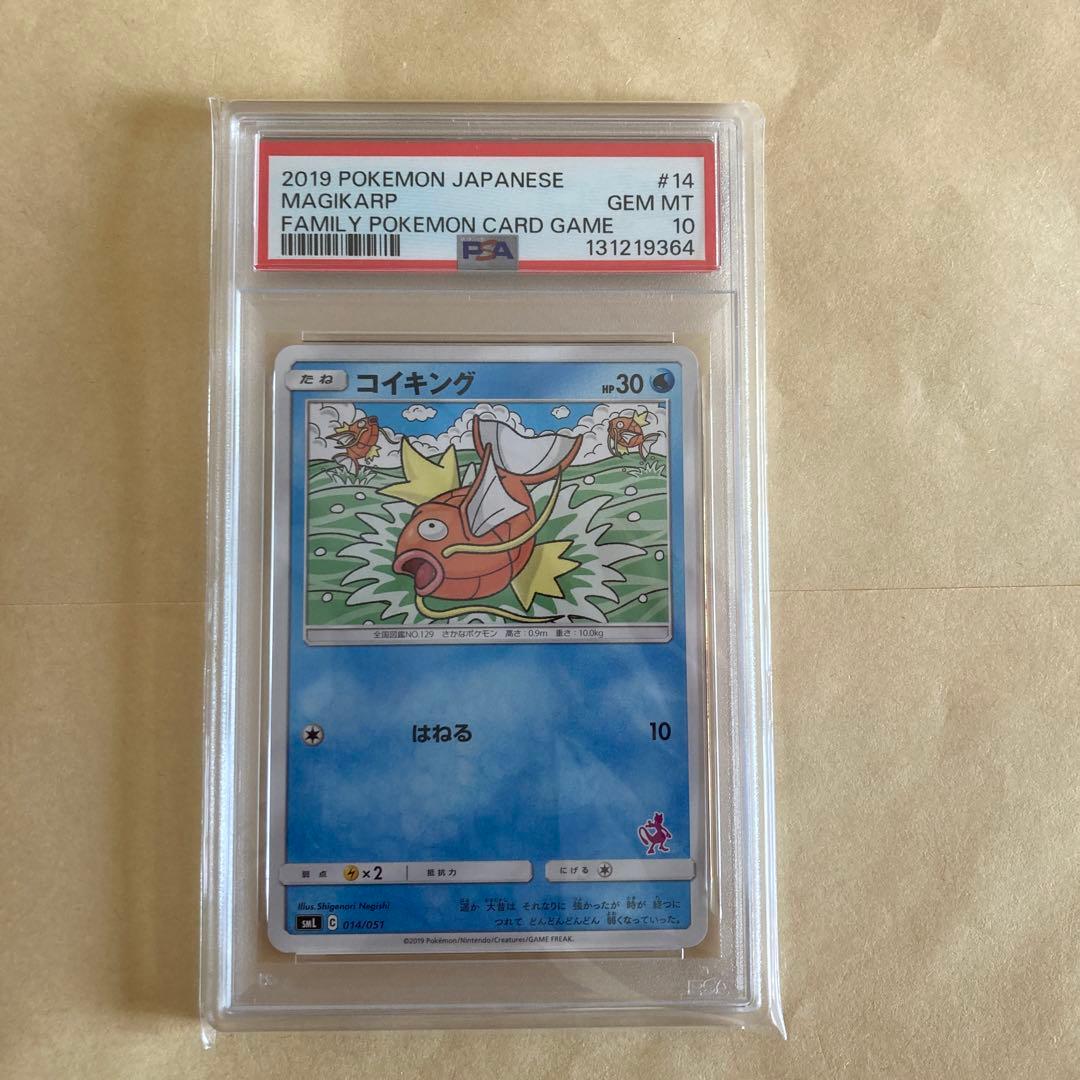 2019 POKEMON JAPANESE #14
MAGIKARP GEM MT
FAMILY POKEMON CARD GAME 10
PSA 131219364
たね コイキング HP30
全国図鑑NO.129 さかなポケモン 高さ:0.9m 重さ:10.0kg
はねる 10
弱点 ×2 抵抗力 にげる
Illus.Shigenori Negishi
遥か 大昔は それなりに 強かったが 時が 終つに
つれて どんどんどんどん 弱くなっていった。
SML C 014/051
©2019 Pokémon/Nintendo/Creatures/GAME FREAK.
PSA